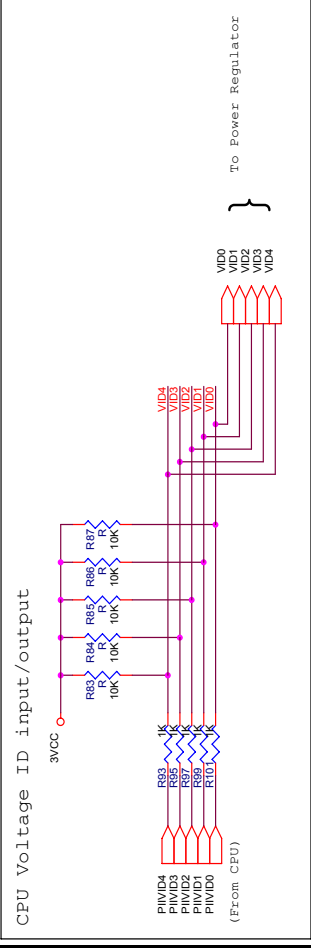 CPU Voltage ID input/output
3VCC
R83
R
10K
R84
R
10K
R85
R
10K
R86
R
10K
R87
R
10K
PIIVID4
PIIVID3
PIIVID2
PIIVID1
PIIVID0
(From CPU)
R93
1K
R95
1K
R97
1K
R99
1K
R101
1K
VID4
VID3
VID2
VID1
VID0
VID0
VID1
VID2
VID3
VID4
To Power Regulator